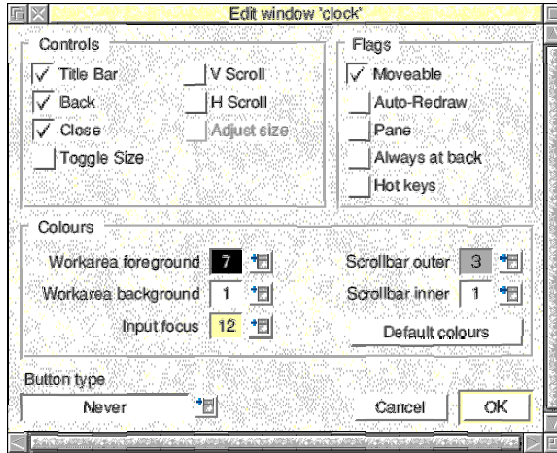 Edit window 'clock'
Controls
Title Bar
V Scroll
Back
H Scroll
Close
Adjust size
Toggle Size
Flags
Moveable
Auto-Redraw
Pane
Always at back
Hot keys
Colours
Workarea foreground 7
Scrollbar outer 3
Workarea background 1
Scrollbar inner 1
Input focus 12
Default colours
Button type
Never
Cancel
OK